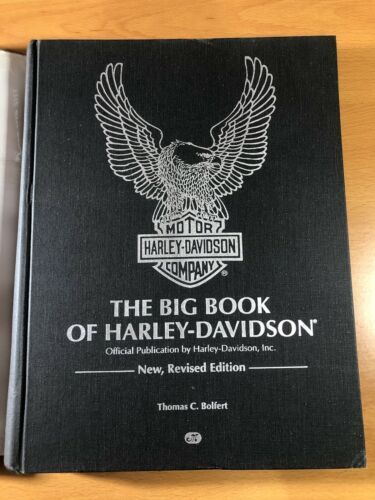 MOTOR
HARLEY-DAVIDSON
COMPANY®
THE BIG BOOK
OF HARLEY-DAVIDSON®
Official Publication by Harley-Davidson, Inc.
New, Revised Edition
Thomas C. Bolfert